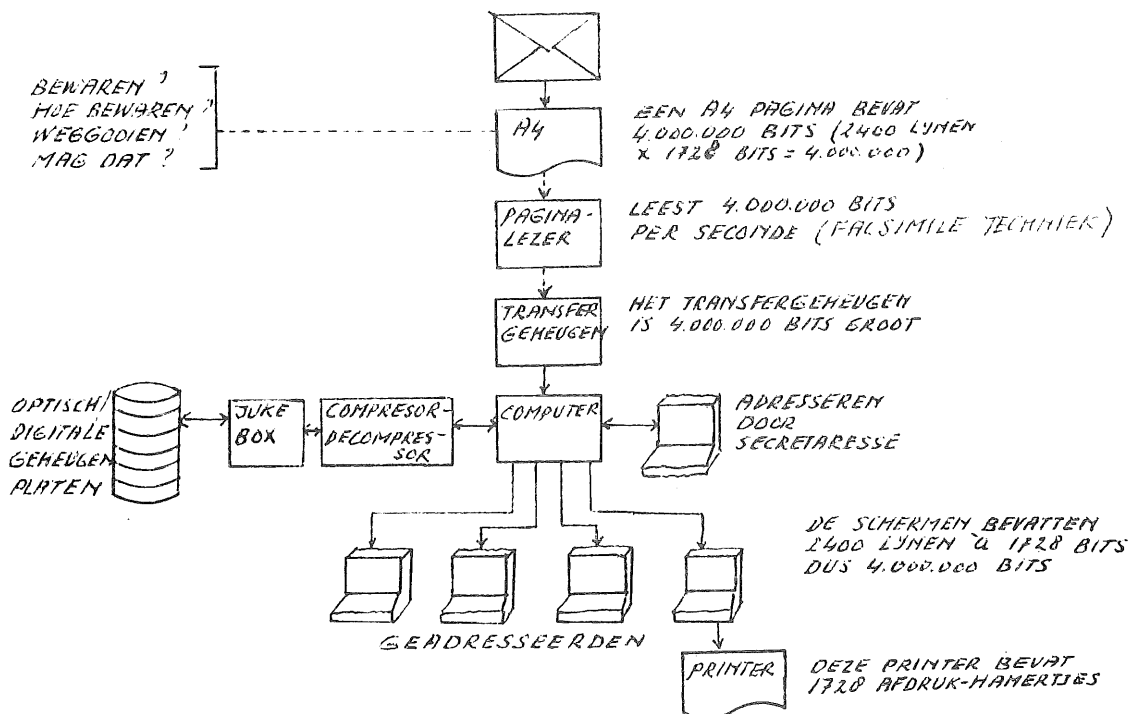 BEWAREN ?
HOE BEWAREN ?
WEGGOOIEN ?
MAG DAT ?
A4
EEN A4 PAGINA BEVAT
4.000.000 BITS (2400 LIJNEN
x 1728 BITS = 4.000.000)
PAGINA-
LEZER
LEEST 4.000.000 BITS
PER SECONDE (FACSIMILE TECHNIEK)
TRANSFER
GEHEUGEN
HET TRANSFERGEHEUGEN
IS 4.000.000 BITS GROOT
OPTISCH/
DIGITALE
GEHEUGEN
PLATEN
JUKE
BOX
COMPRESOR-
DECOMPRES-
SOR
COMPUTER
ADRESSEREN
DOOR
SECRETARESSE
DE SCHERMEN BEVATTEN
2400 LIJNEN à 1728 BITS
DUS 4.000.000 BITS
GEADRESSEERDEN
PRINTER
DEZE PRINTER BEVAT
1728 AFDRUK-HAMERTJES